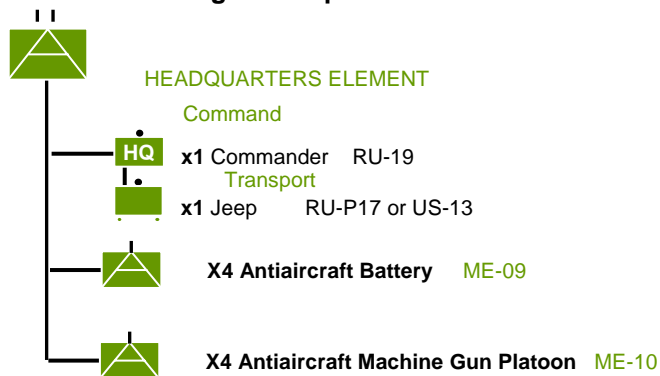 HEADQUARTERS ELEMENT
Command
HQ x1 Commander RU-19
Transport
x1 Jeep RU-P17 or US-13
X4 Antiaircraft Battery ME-09
X4 Antiaircraft Machine Gun Platoon ME-10